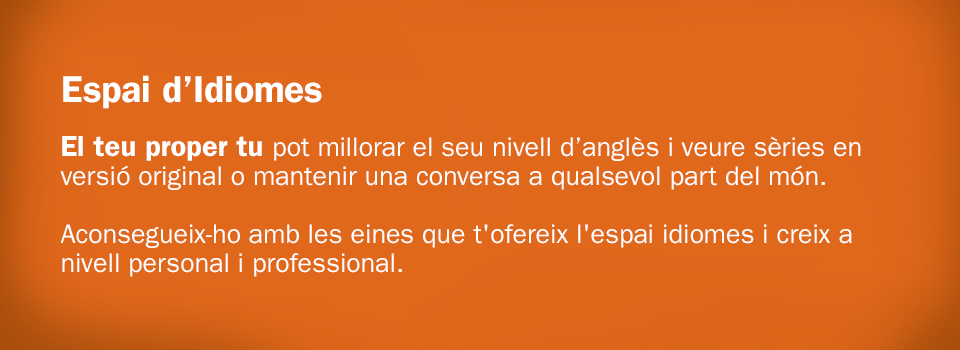 Espai d’Idiomes
El teu proper tu pot millorar el seu nivell d’anglès i veure sèries en
versió original o mantenir una conversa a qualsevol part del món.
Aconsegueix-ho amb les eines que t'ofereix l'espai idiomes i creix a
nivell personal i professional.